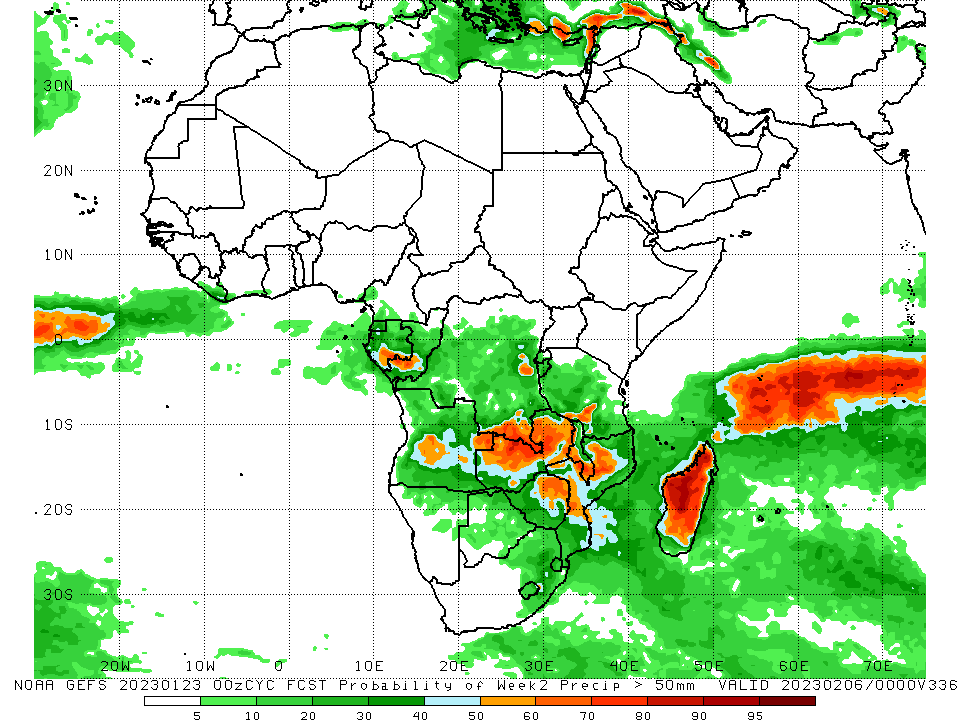 30N
20N
10N
0
10S
20S
30S
20W 10W 0 10E 20E 30E 40E 50E 60E 70E
NOAA GEFS 20230123 00zCYC FCST Probability of Week2 Precip > 50mm VALID 20230206/0000V336
5 10 20 30 40 50 60 70 80 90 95